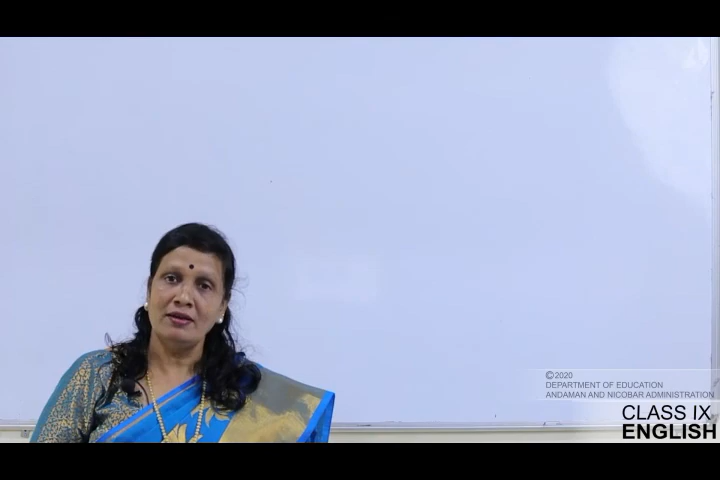 ©2020
DEPARTMENT OF EDUCATION
ANDAMAN AND NICOBAR ADMINISTRATION
CLASS IX
ENGLISH